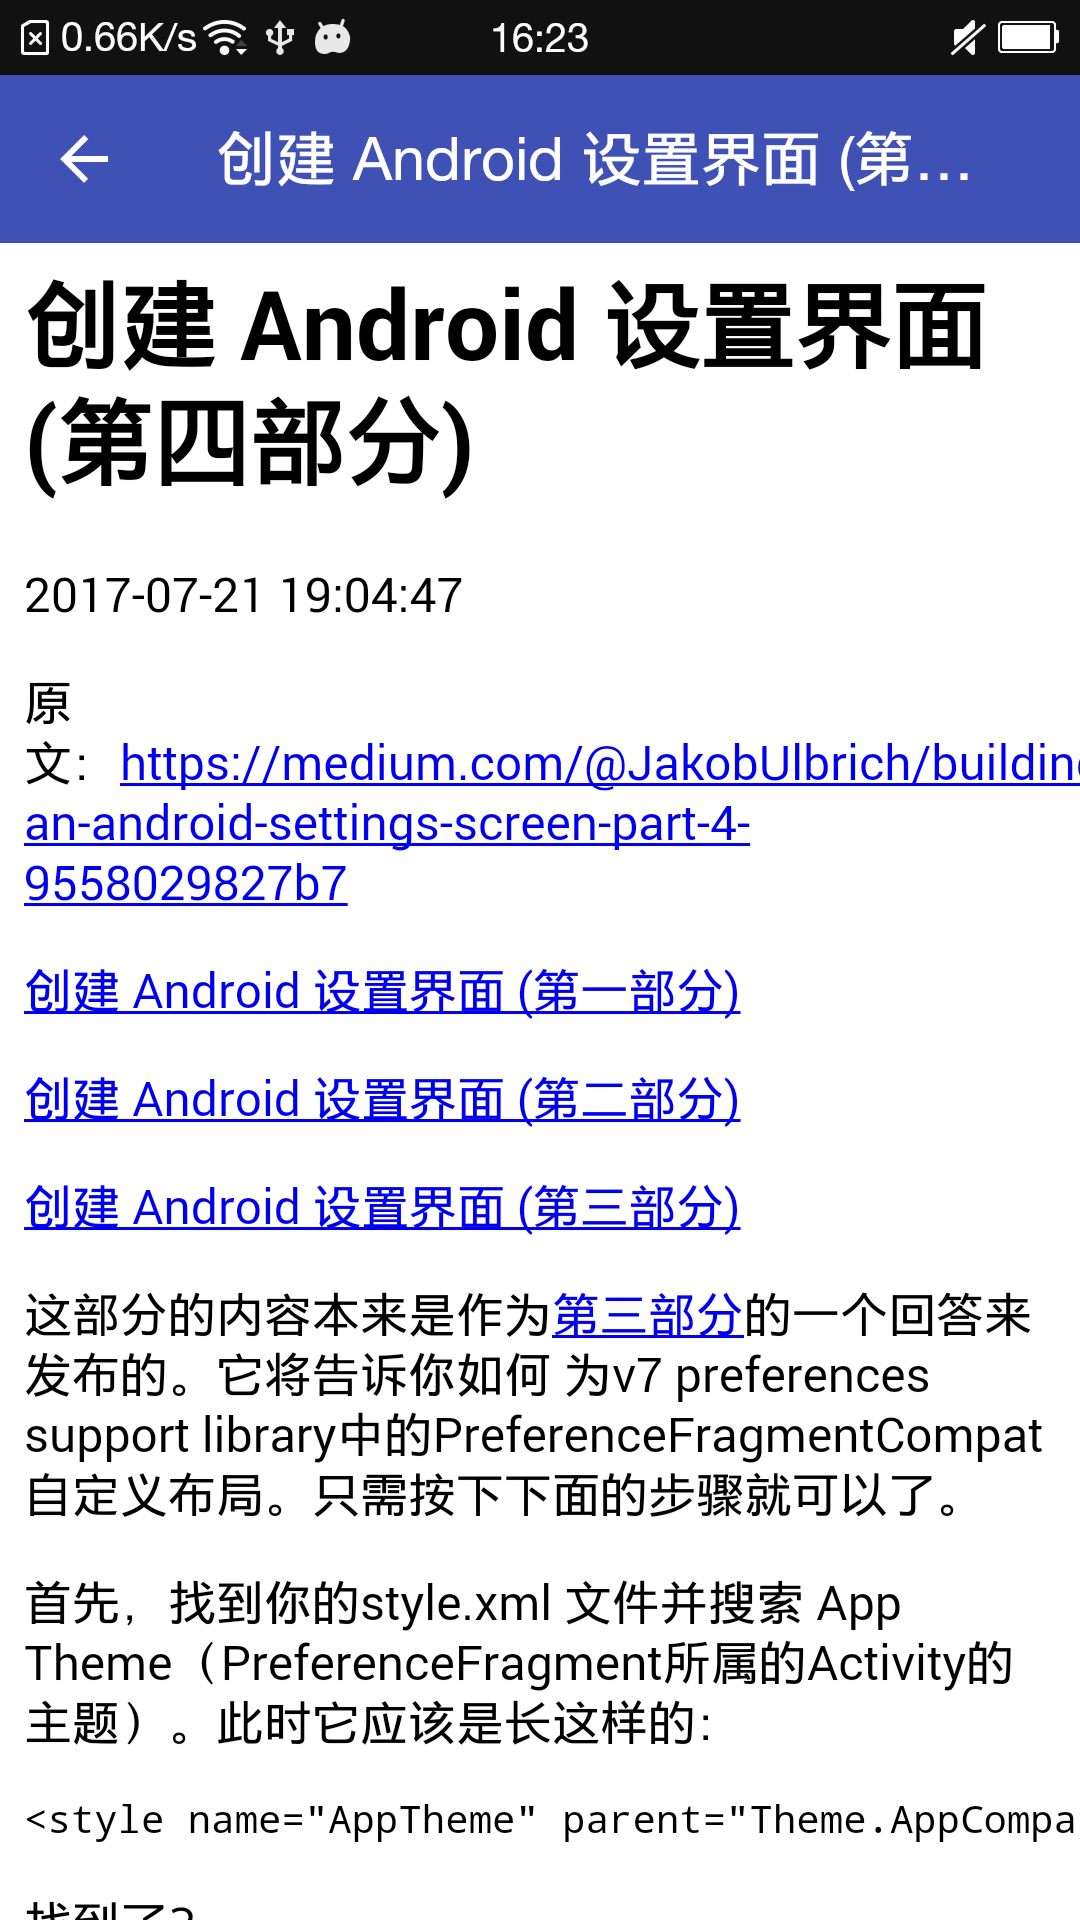 0.66K/s 16:23
创建 Android 设置界面 (第...
创建 Android 设置界面
(第四部分)
2017-07-21 19:04:47
原
文： https://medium.com/@JakobUlbrich/building
an-android-settings-screen-part-4-
9558029827b7
创建 Android 设置界面 (第一部分)
创建 Android 设置界面 (第二部分)
创建 Android 设置界面 (第三部分)
这部分的内容本来是作为第三部分的一个回答来
发布的。它将告诉你如何 为v7 preferences
support library中的PreferenceFragmentCompat
自定义布局。只需按下下面的步骤就可以了。
首先，找到你的style.xml 文件并搜索 App
Theme（PreferenceFragment所属的Activity的
主题）。此时它应该是长这样的:
<style name="AppTheme" parent="Theme.AppCompa
找到了?